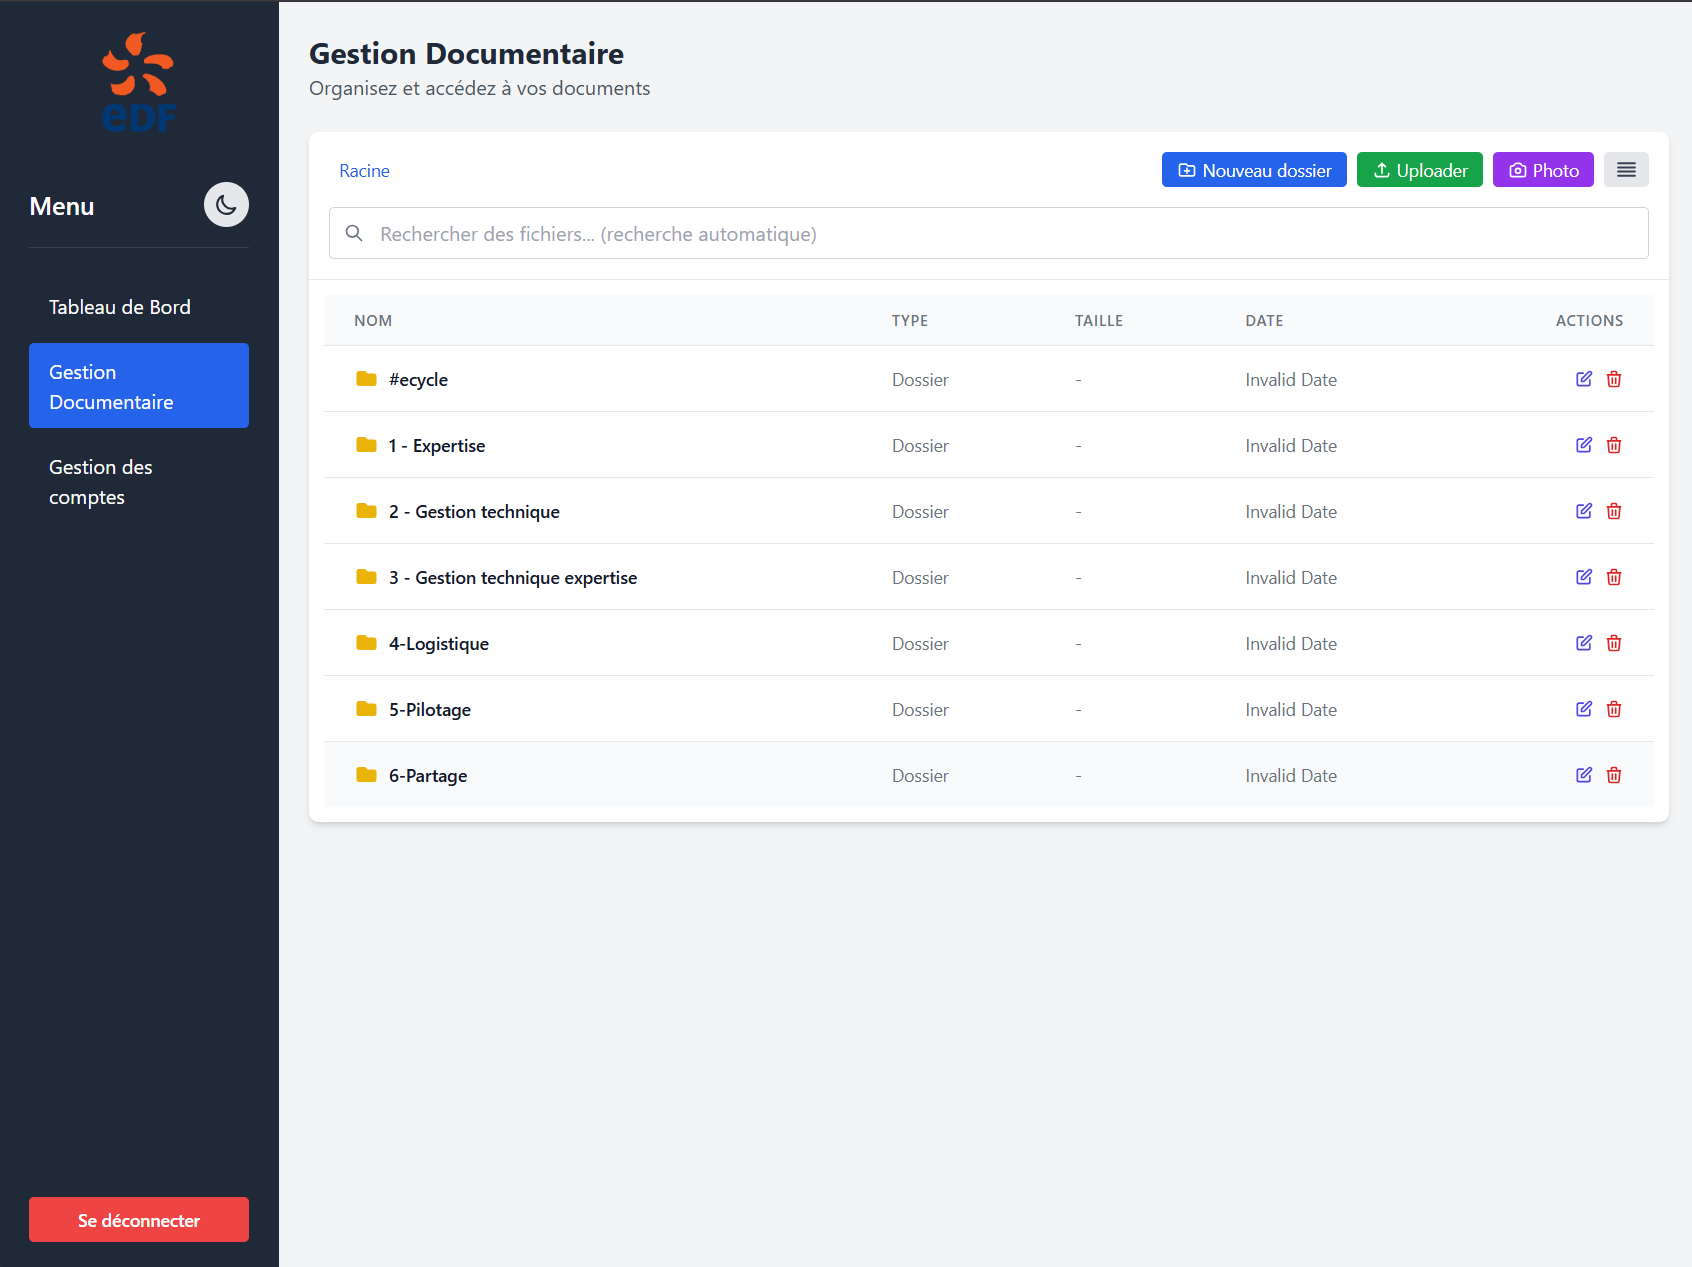 eDF
Menu
Tableau de Bord
Gestion
Documentaire
Gestion des
comptes
Se déconnecter
Gestion Documentaire
Organisez et accédez à vos documents
Racine
Nouveau dossier
Uploader
Photo
Rechercher des fichiers... (recherche automatique)
NOM TYPE TAILLE DATE ACTIONS
#ecycle Dossier - Invalid Date
1 - Expertise Dossier - Invalid Date
2 - Gestion technique Dossier - Invalid Date
3 - Gestion technique expertise Dossier - Invalid Date
4-Logistique Dossier - Invalid Date
5-Pilotage Dossier - Invalid Date
6-Partage Dossier - Invalid Date